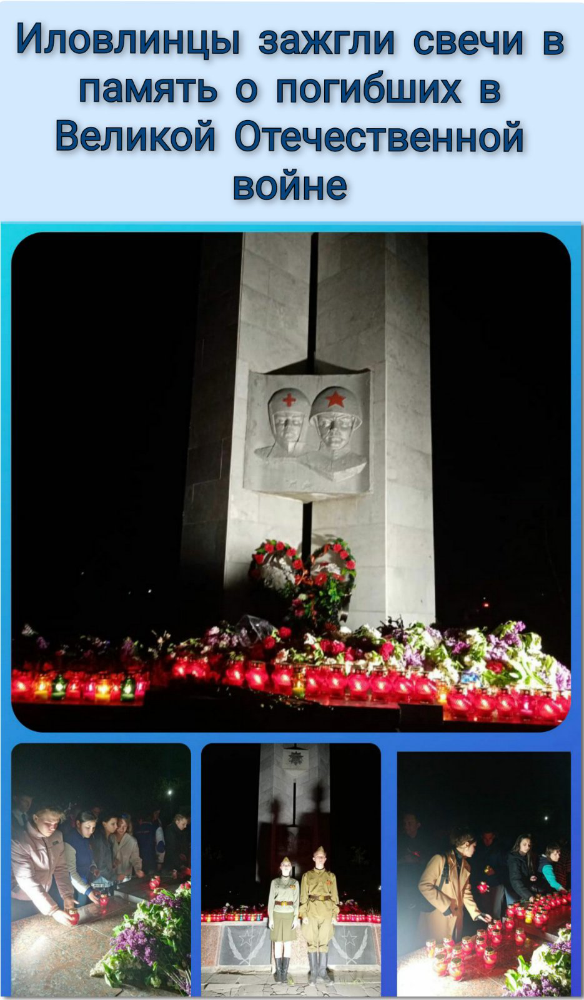 Иловлинцы зажгли свечи в
память о погибших в
Великой Отечественной
войне